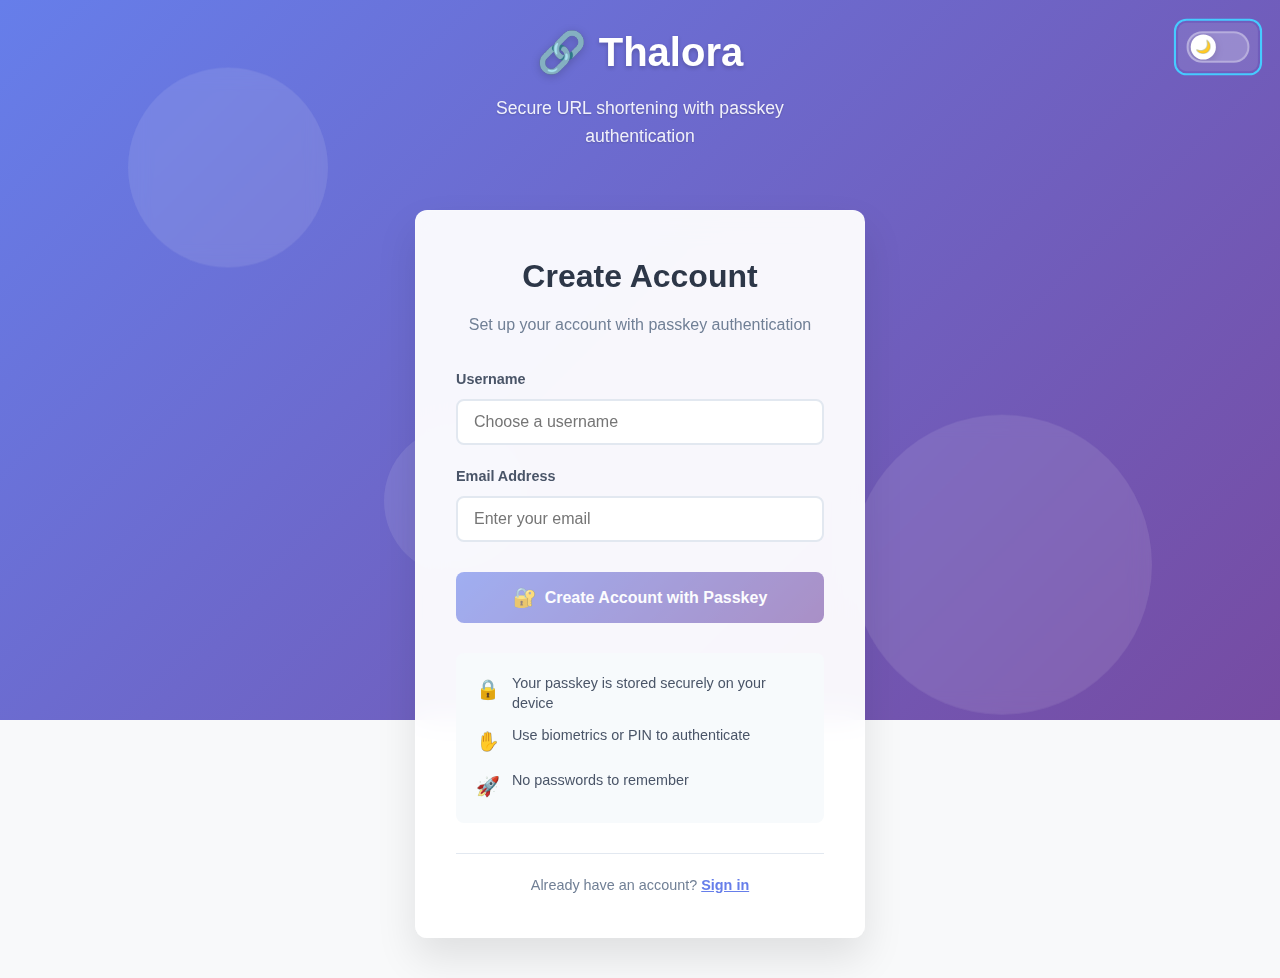 Thalora
Secure URL shortening with passkey
authentication
Create Account
Set up your account with passkey authentication
Username
Choose a username
Email Address
Enter your email
Create Account with Passkey
Your passkey is stored securely on your
device
Use biometrics or PIN to authenticate
No passwords to remember
Already have an account? Sign in